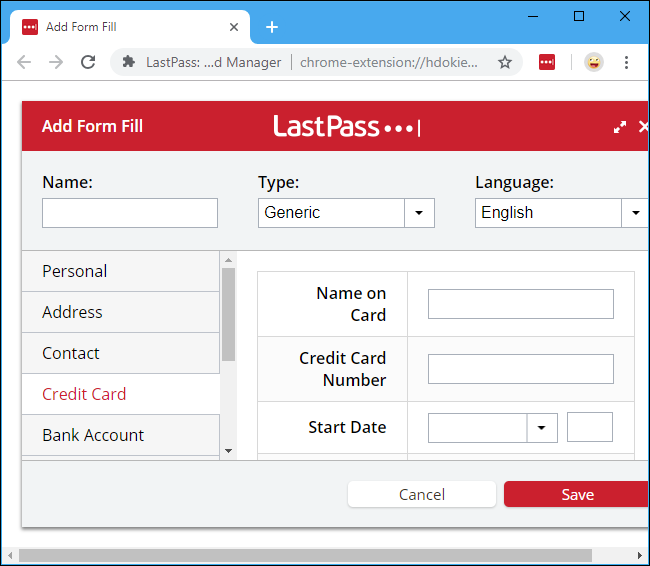 Add Form Fill
LastPass: ...d Manager
chrome-extension://hdokie...
Add Form Fill
LastPass
Name:
Type:
Language:
Generic
English
Personal
Address
Contact
Credit Card
Bank Account
Name on
Card
Credit Card
Number
Start Date
Cancel
Save